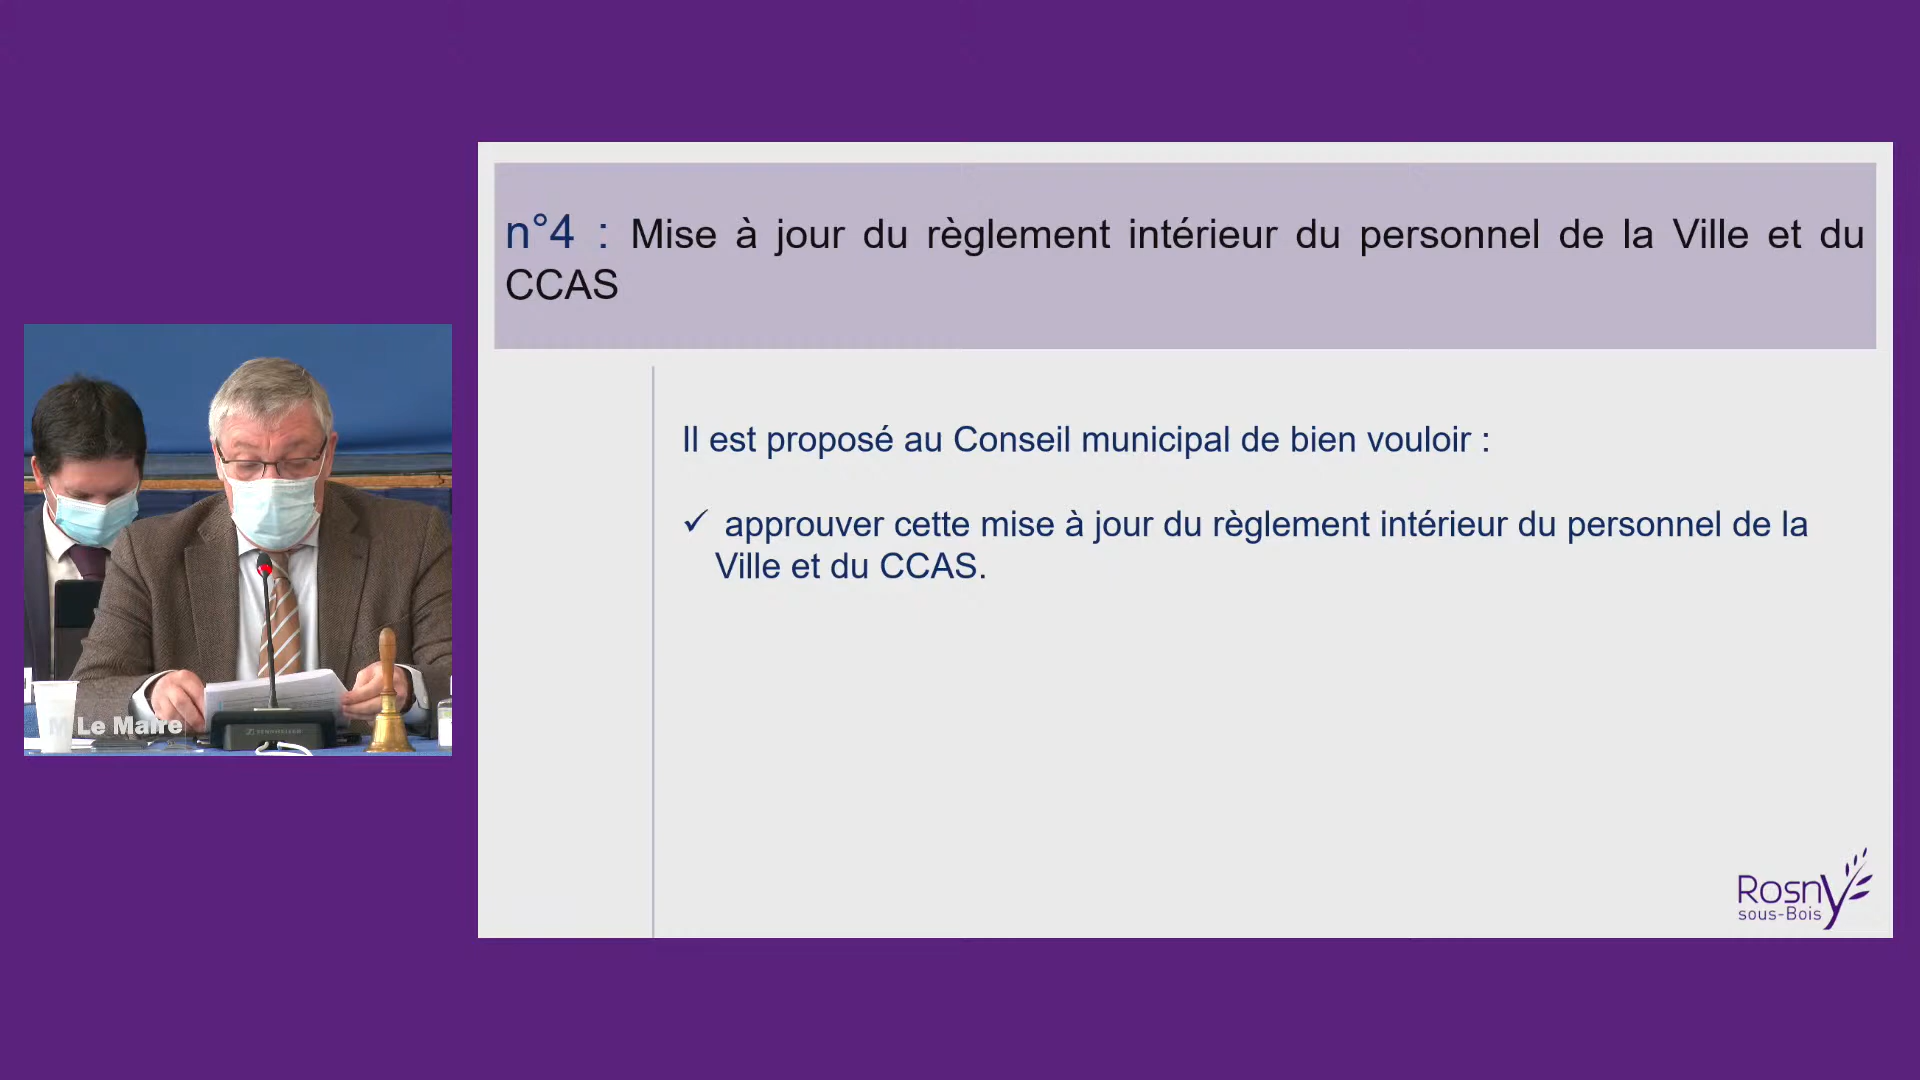 n°4 : Mise à jour du règlement intérieur du personnel de la Ville et du
CCAS
Il est proposé au Conseil municipal de bien vouloir :
✓ approuver cette mise à jour du règlement intérieur du personnel de la
Ville et du CCAS.
M Le Maire
SENNHEISER
Rosny
sous-Bois